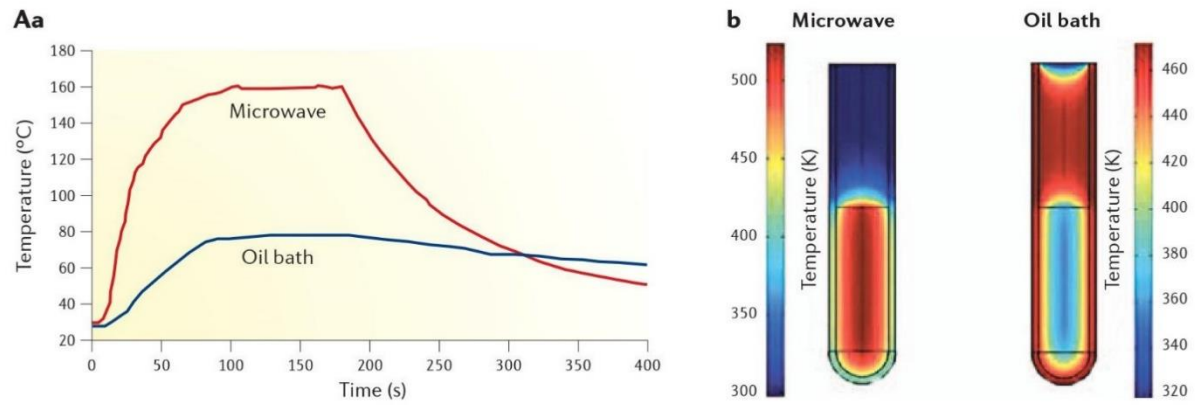 Aa
Temperature (ºC)
180
160
140
120
100
80
60
40
20
Microwave
Oil bath
0 50 100 150 200 250 300 350 400
Time (s)
b
Microwave
Oil bath
500
450
400
350
300
Temperature (K)
Temperature (K)
460
440
420
400
380
360
340
320